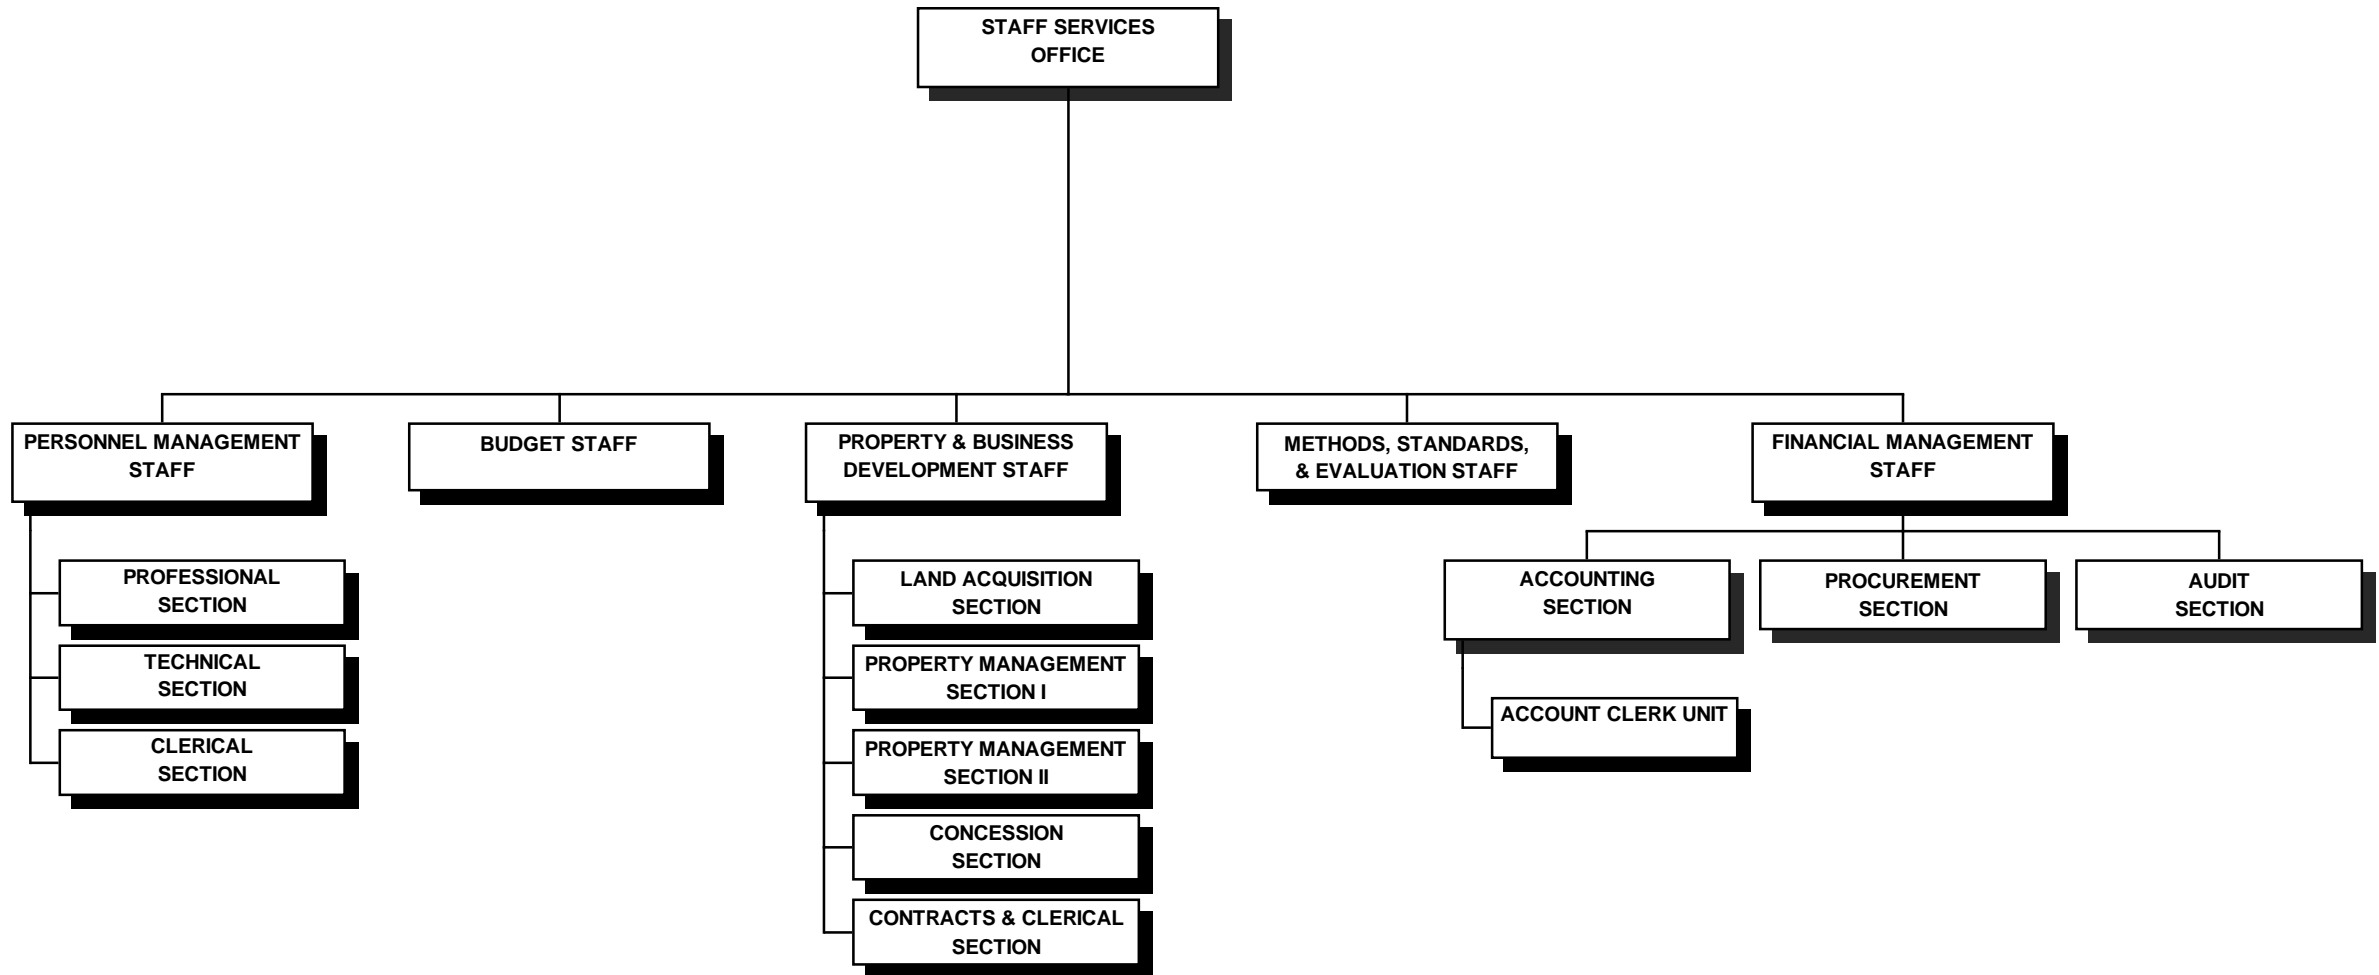 STAFF SERVICES
OFFICE
PERSONNEL MANAGEMENT
STAFF
BUDGET STAFF
PROPERTY & BUSINESS
DEVELOPMENT STAFF
METHODS, STANDARDS,
& EVALUATION STAFF
FINANCIAL MANAGEMENT
STAFF
PROFESSIONAL
SECTION
TECHNICAL
SECTION
CLERICAL
SECTION
LAND ACQUISITION
SECTION
PROPERTY MANAGEMENT
SECTION I
PROPERTY MANAGEMENT
SECTION II
CONCESSION
SECTION
CONTRACTS & CLERICAL
SECTION
ACCOUNTING
SECTION
PROCUREMENT
SECTION
AUDIT
SECTION
ACCOUNT CLERK UNIT